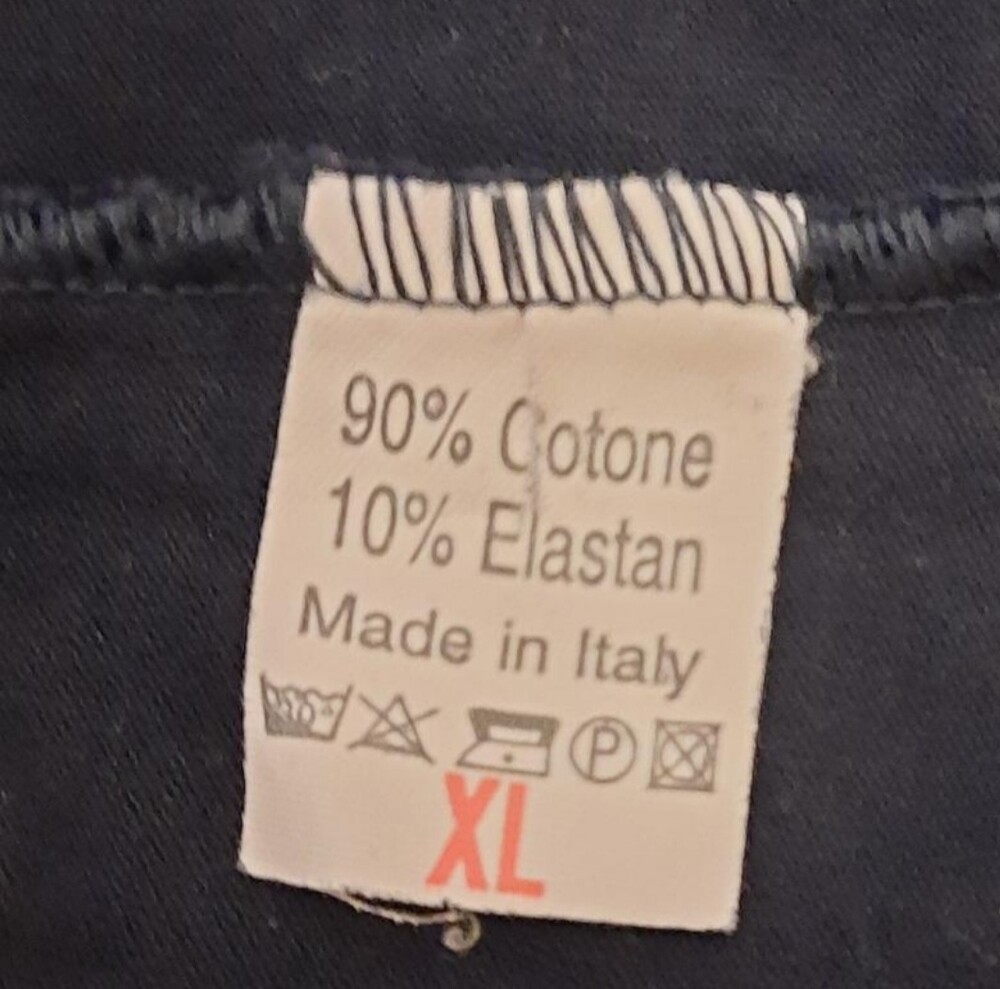 90% Cotone
10% Elastan
Made in Italy
P
XL